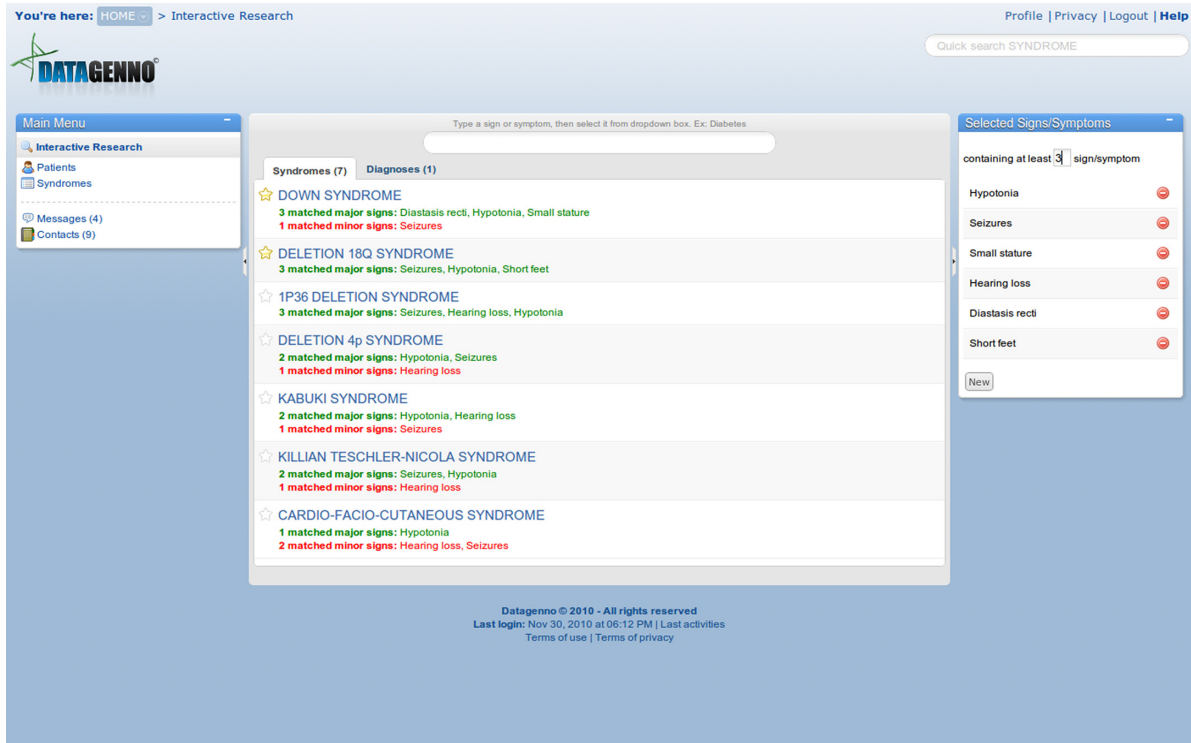 You're here: HOME > Interactive Research
Profile | Privacy | Logout | Help
Quick search SYNDROME
DATAGENNO©
Main Menu
Interactive Research
Patients
Syndromes
Messages (4)
Contacts (9)
Type a sign or symptom, then select it from dropdown box. Ex: Diabetes
Syndromes (7) Diagnoses (1)
DOWN SYNDROME
3 matched major signs: Diastasis recti, Hypotonia, Small stature
1 matched minor signs: Seizures
DELETION 18Q SYNDROME
3 matched major signs: Seizures, Hypotonia, Short feet
1P36 DELETION SYNDROME
3 matched major signs: Seizures, Hearing loss, Hypotonia
DELETION 4p SYNDROME
2 matched major signs: Hypotonia, Seizures
1 matched minor signs: Hearing loss
KABUKI SYNDROME
2 matched major signs: Hypotonia, Hearing loss
1 matched minor signs: Seizures
KILLIAN TESCHLER-NICOLA SYNDROME
2 matched major signs: Seizures, Hypotonia
1 matched minor signs: Hearing loss
CARDIO-FACIO-CUTANEOUS SYNDROME
1 matched major signs: Hypotonia
2 matched minor signs: Hearing loss, Seizures
Selected Signs/Symptoms
containing at least 3 sign/symptom
Hypotonia
Seizures
Small stature
Hearing loss
Diastasis recti
Short feet
New
Datagenno © 2010 - All rights reserved
Last login: Nov 30, 2010 at 06:12 PM | Last activities
Terms of use | Terms of privacy